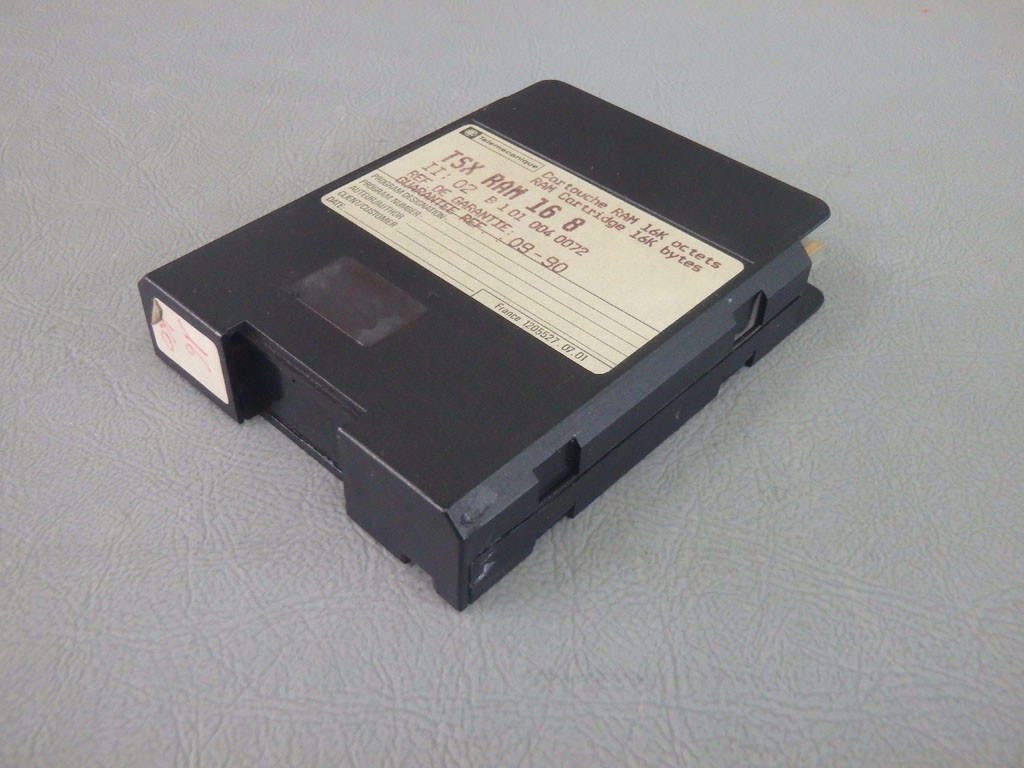 Telemecanique
Cartouche RAM 16K octets
RAM Cartridge 16K bytes
TSX RAM 16 8
II: 02 B: 01 004 0072
REF DE GARANTIE:
GUARANTEE REF. : 09-90
PROGRAM DESIGNATION:
PROGRAM NUMBER:
AUTEUR/AUTHOR
CLIENT/CUSTOMER
DATE:
France 1205527 07.01
16